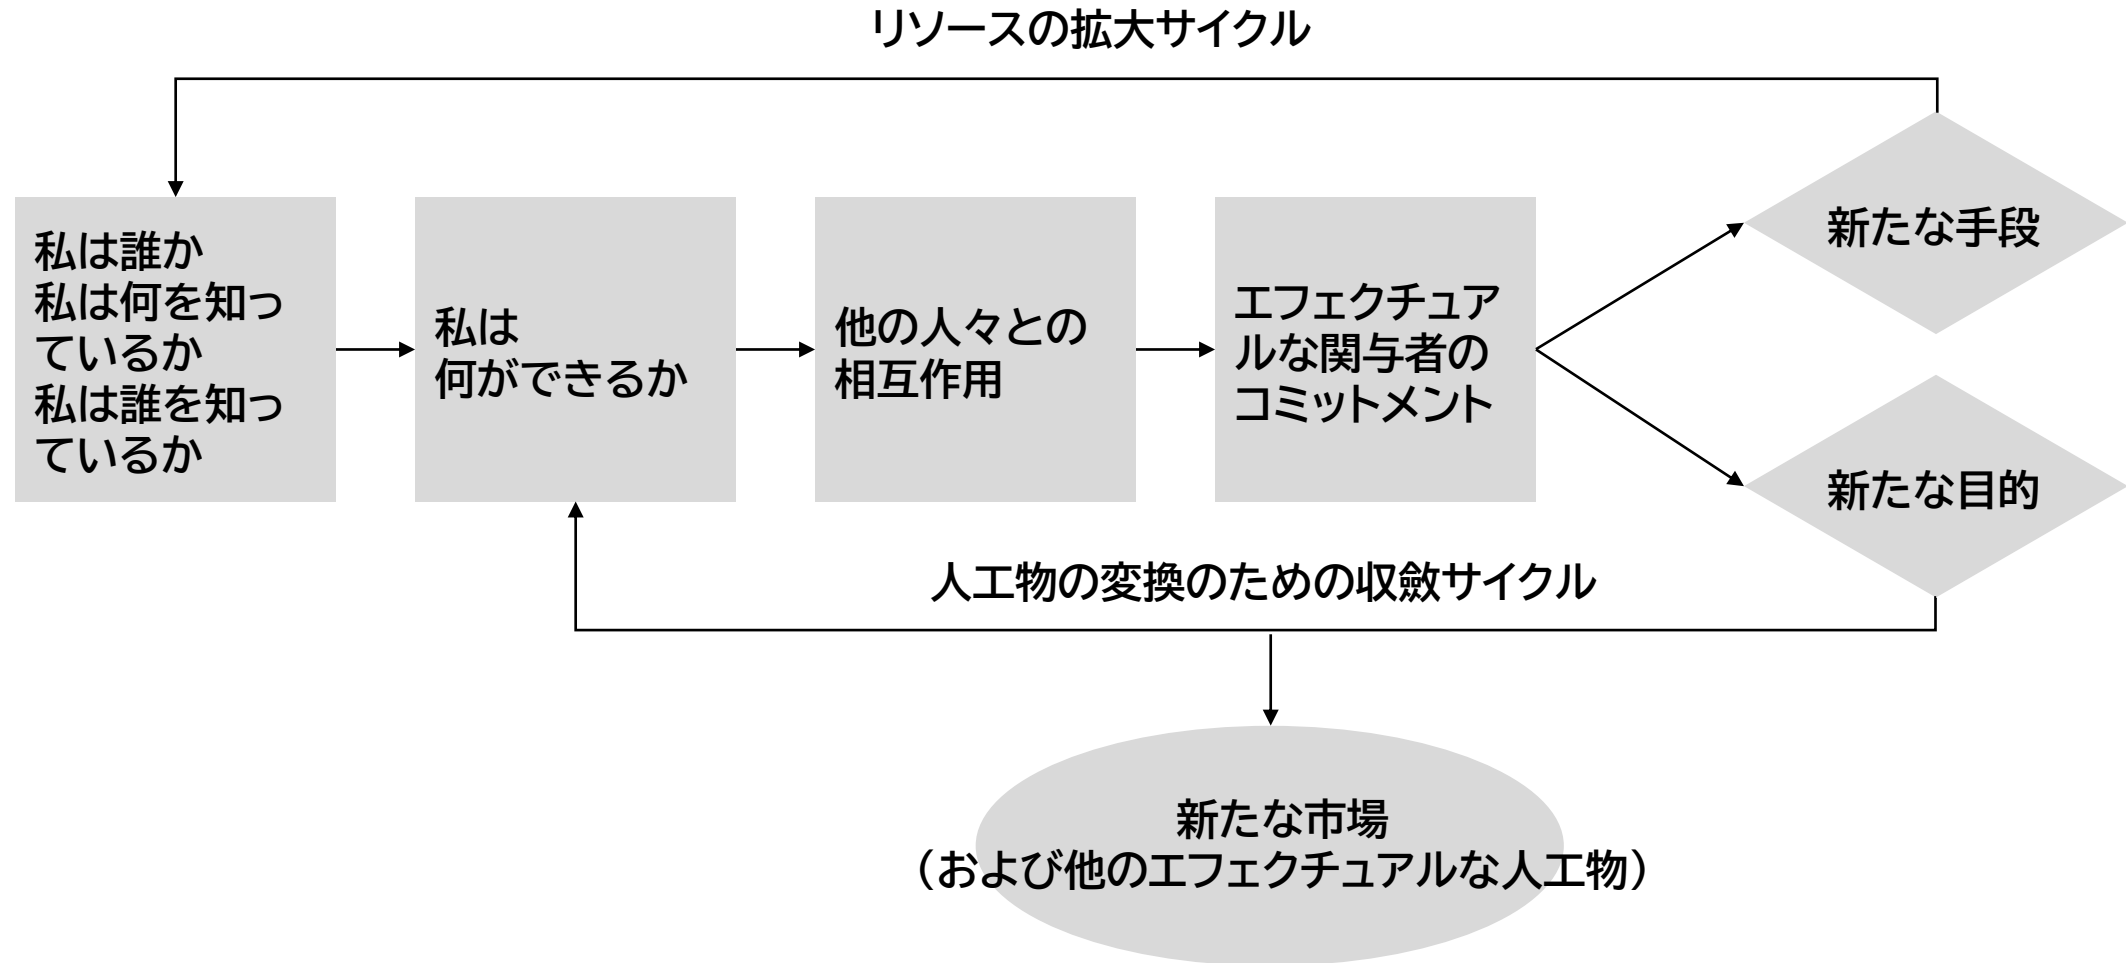 リソースの拡大サイクル
私は誰か
私は何を知っ
ているか
私は誰を知っ
ているか
私は
何ができるか
他の人々との
相互作用
エフェクチュア
ルな関与者の
コミットメント
新たな手段
新たな目的
人工物の変換のための収斂サイクル
新たな市場
（および他のエフェクチュアルな人工物）